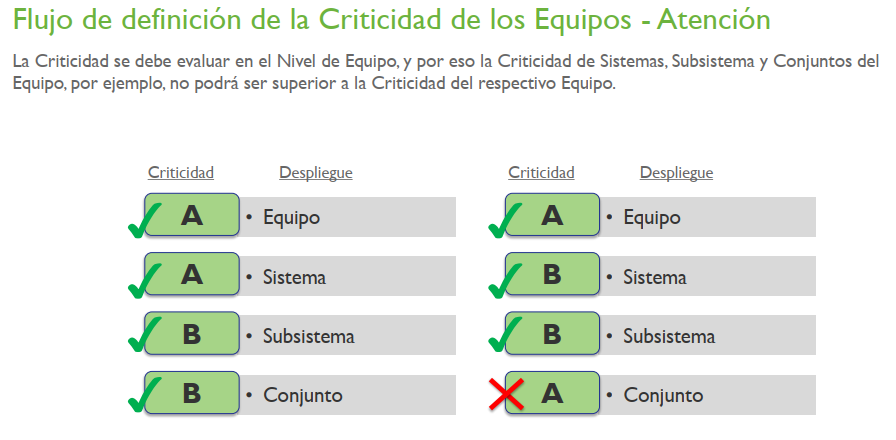 Flujo de definición de la Criticidad de los Equipos - Atención
La Criticidad se debe evaluar en el Nivel de Equipo, y por eso la Criticidad de Sistemas, Subsistema y Conjuntos del
Equipo, por ejemplo, no podrá ser superior a la Criticidad del respectivo Equipo.
Criticidad Despliegue
A • Equipo
A • Sistema
B • Subsistema
B • Conjunto
Criticidad Despliegue
A • Equipo
B • Sistema
B • Subsistema
A • Conjunto